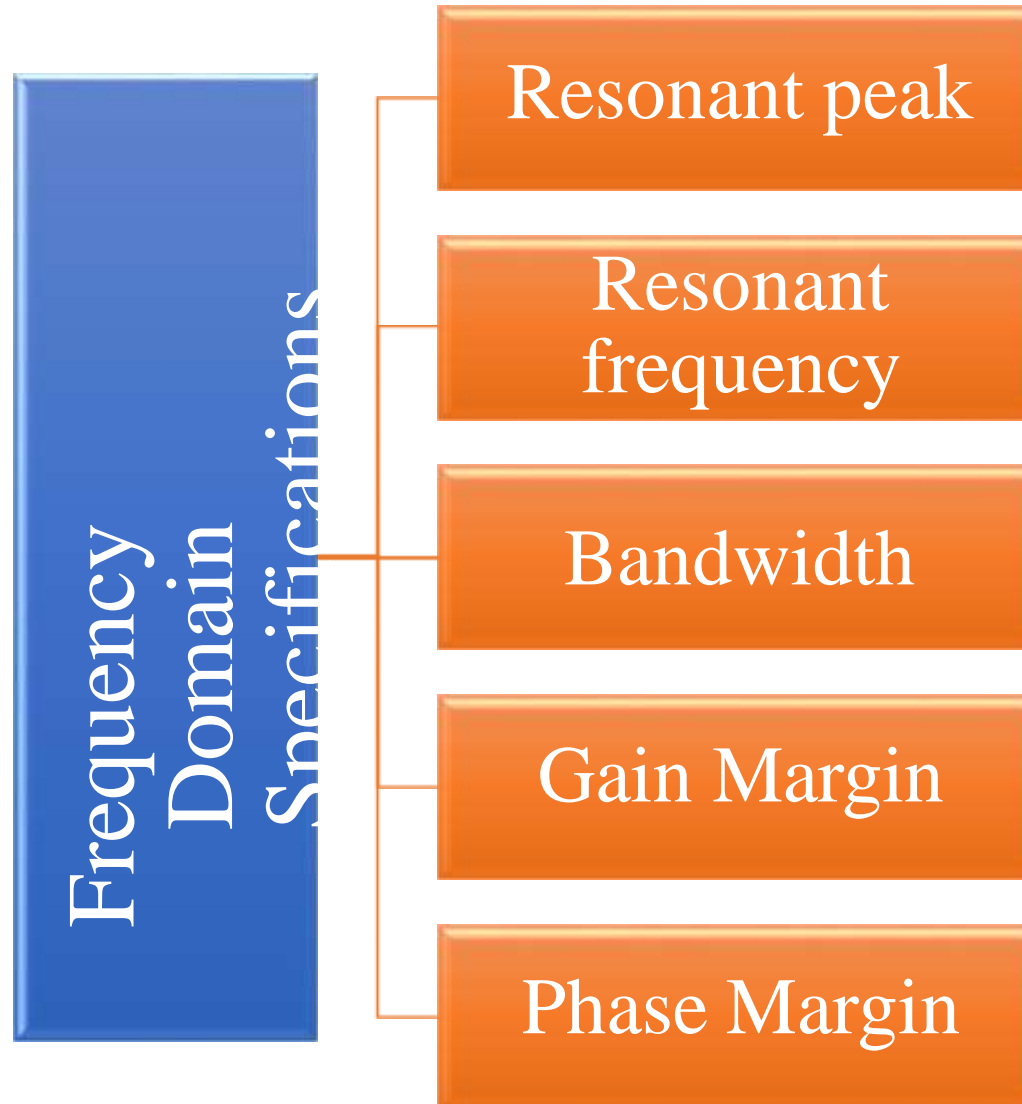 Frequency
Domain
Specifications
Resonant peak
Resonant
frequency
Bandwidth
Gain Margin
Phase Margin